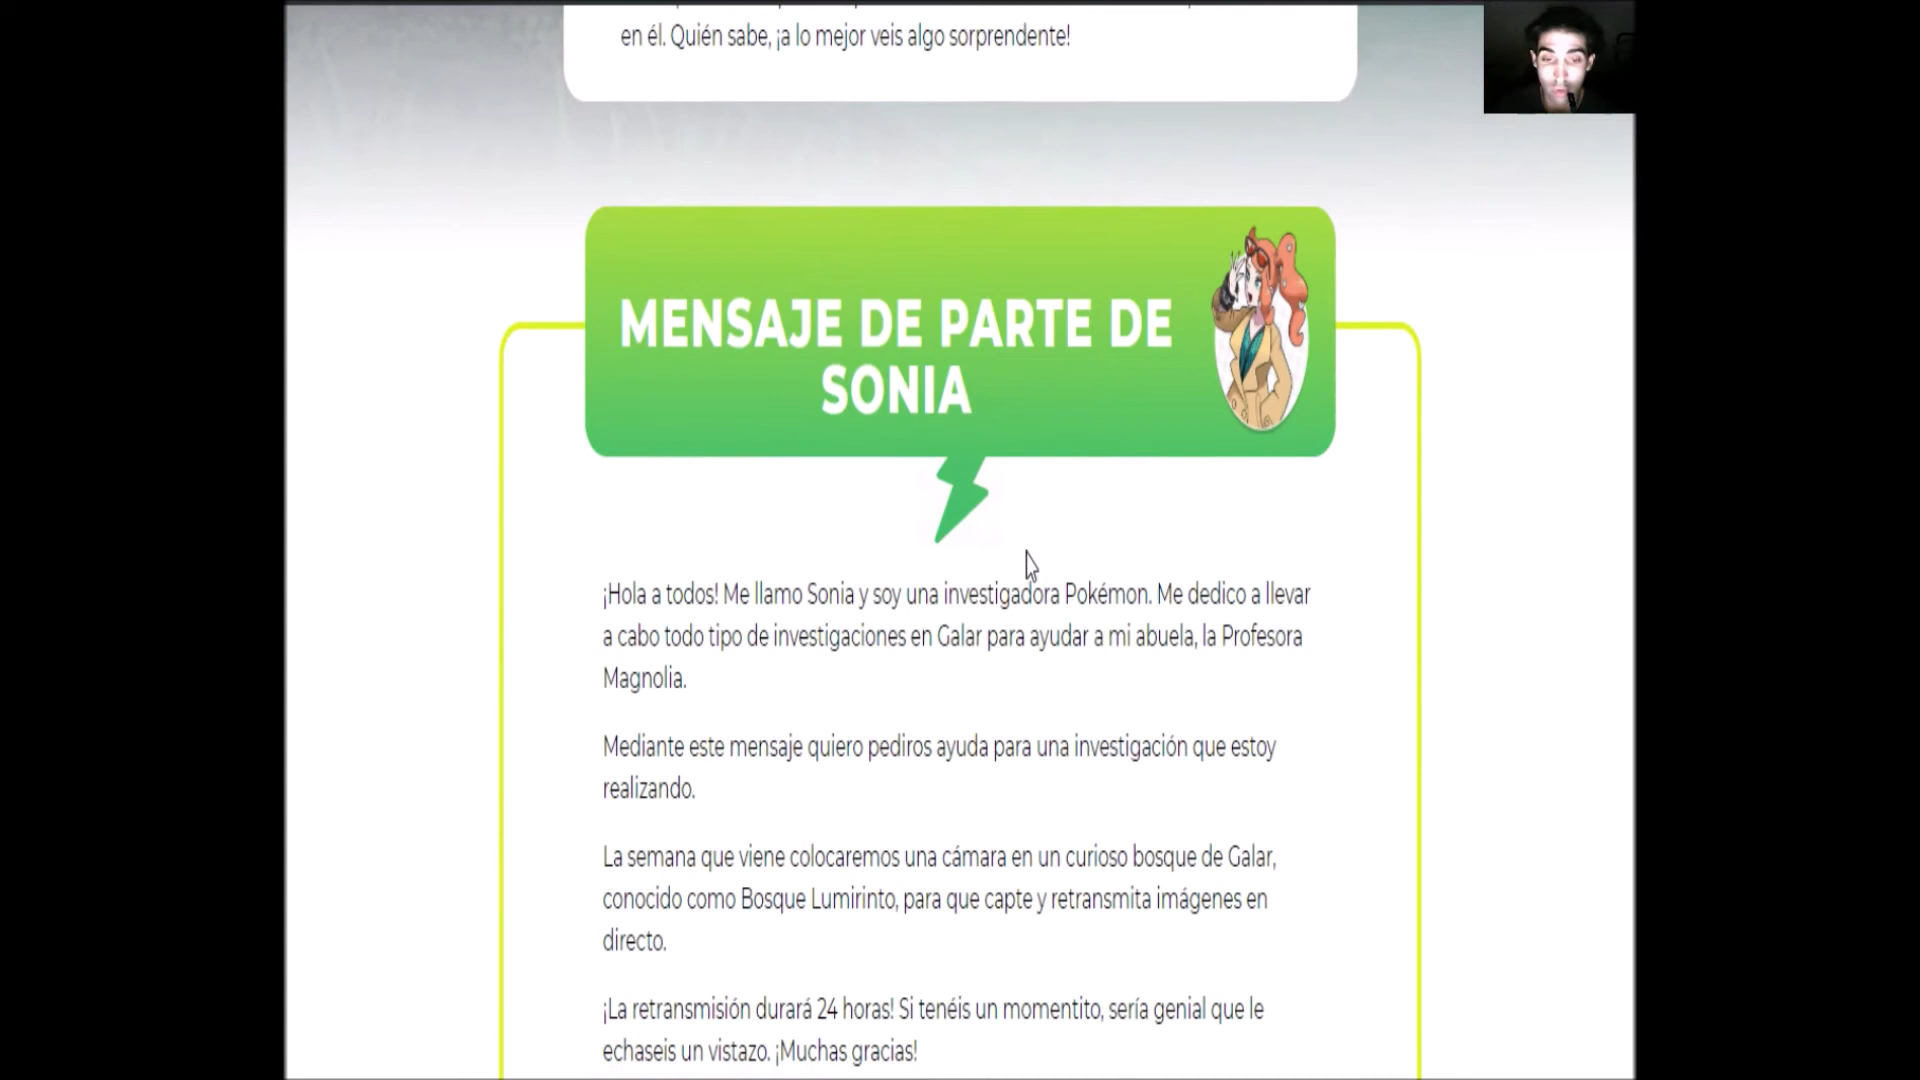 en él. Quién sabe, ¡a lo mejor veis algo sorprendente!
MENSAJE DE PARTE DE
SONIA
¡Hola a todos! Me llamo Sonia y soy una investigadora Pokémon. Me dedico a llevar
a cabo todo tipo de investigaciones en Galar para ayudar a mi abuela, la Profesora
Magnolia.
Mediante este mensaje quiero pediros ayuda para una investigación que estoy
realizando.
La semana que viene colocaremos una cámara en un curioso bosque de Galar,
conocido como Bosque Lumirinto, para que capte y retransmita imágenes en
directo.
¡La retransmisión durará 24 horas! Si tenéis un momentito, sería genial que le
echaseis un vistazo. ¡Muchas gracias!